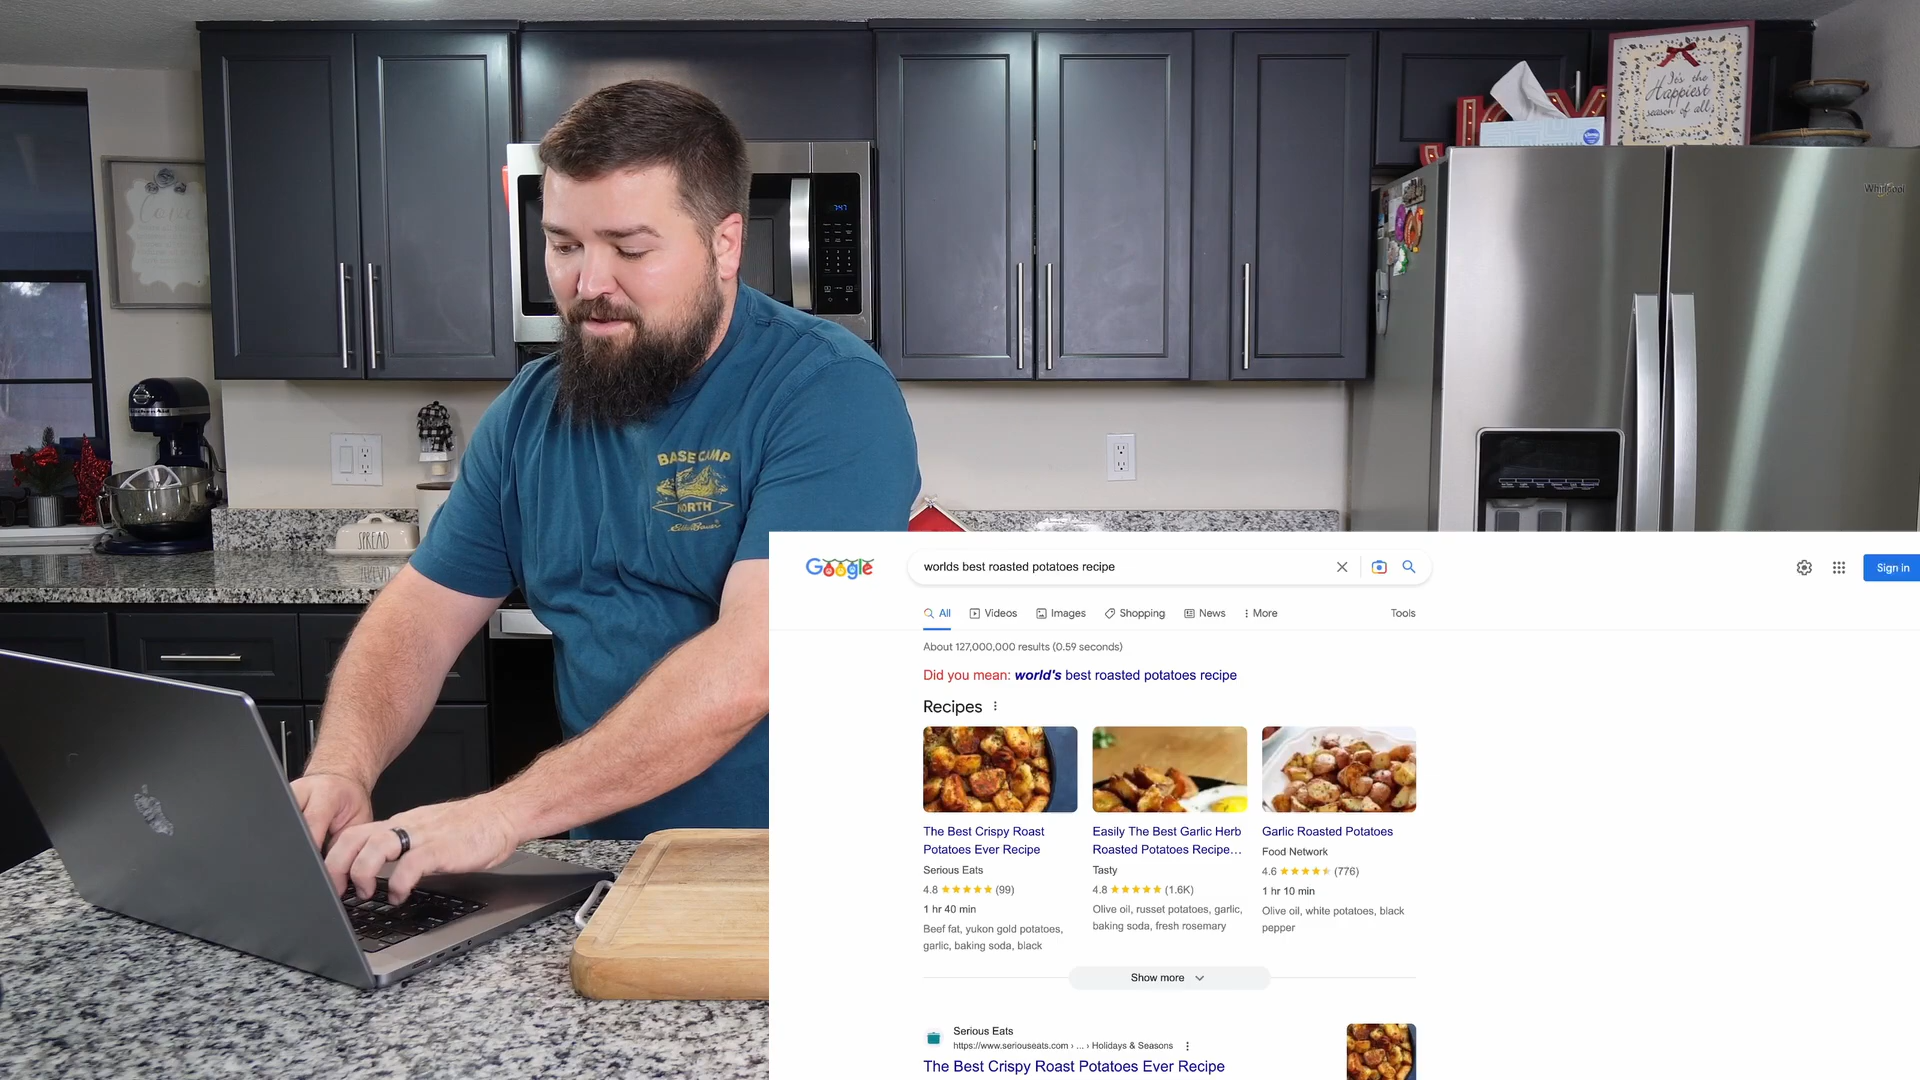 It's the
Happiest
season of all
Whirlpool
Love
7:47
BASE CAMP
NORTH
Eddie Bauer
SPREAD
Google
worlds best roasted potatoes recipe
Sign in
All
Videos
Images
Shopping
News
More
Tools
About 127,000,000 results (0.59 seconds)
Did you mean: world's best roasted potatoes recipe
Recipes
The Best Crispy Roast
Potatoes Ever Recipe
Serious Eats
4.8 (99)
1 hr 40 min
Beef fat, yukon gold potatoes,
garlic, baking soda, black
Easily The Best Garlic Herb
Roasted Potatoes Recipe...
Tasty
4.8 (1.6K)
Olive oil, russet potatoes, garlic,
baking soda, fresh rosemary
Garlic Roasted Potatoes
Food Network
4.6 (776)
1 hr 10 min
Olive oil, white potatoes, black
pepper
Show more
Serious Eats
https://www.seriouseats.com › ... › Holidays & Seasons
The Best Crispy Roast Potatoes Ever Recipe